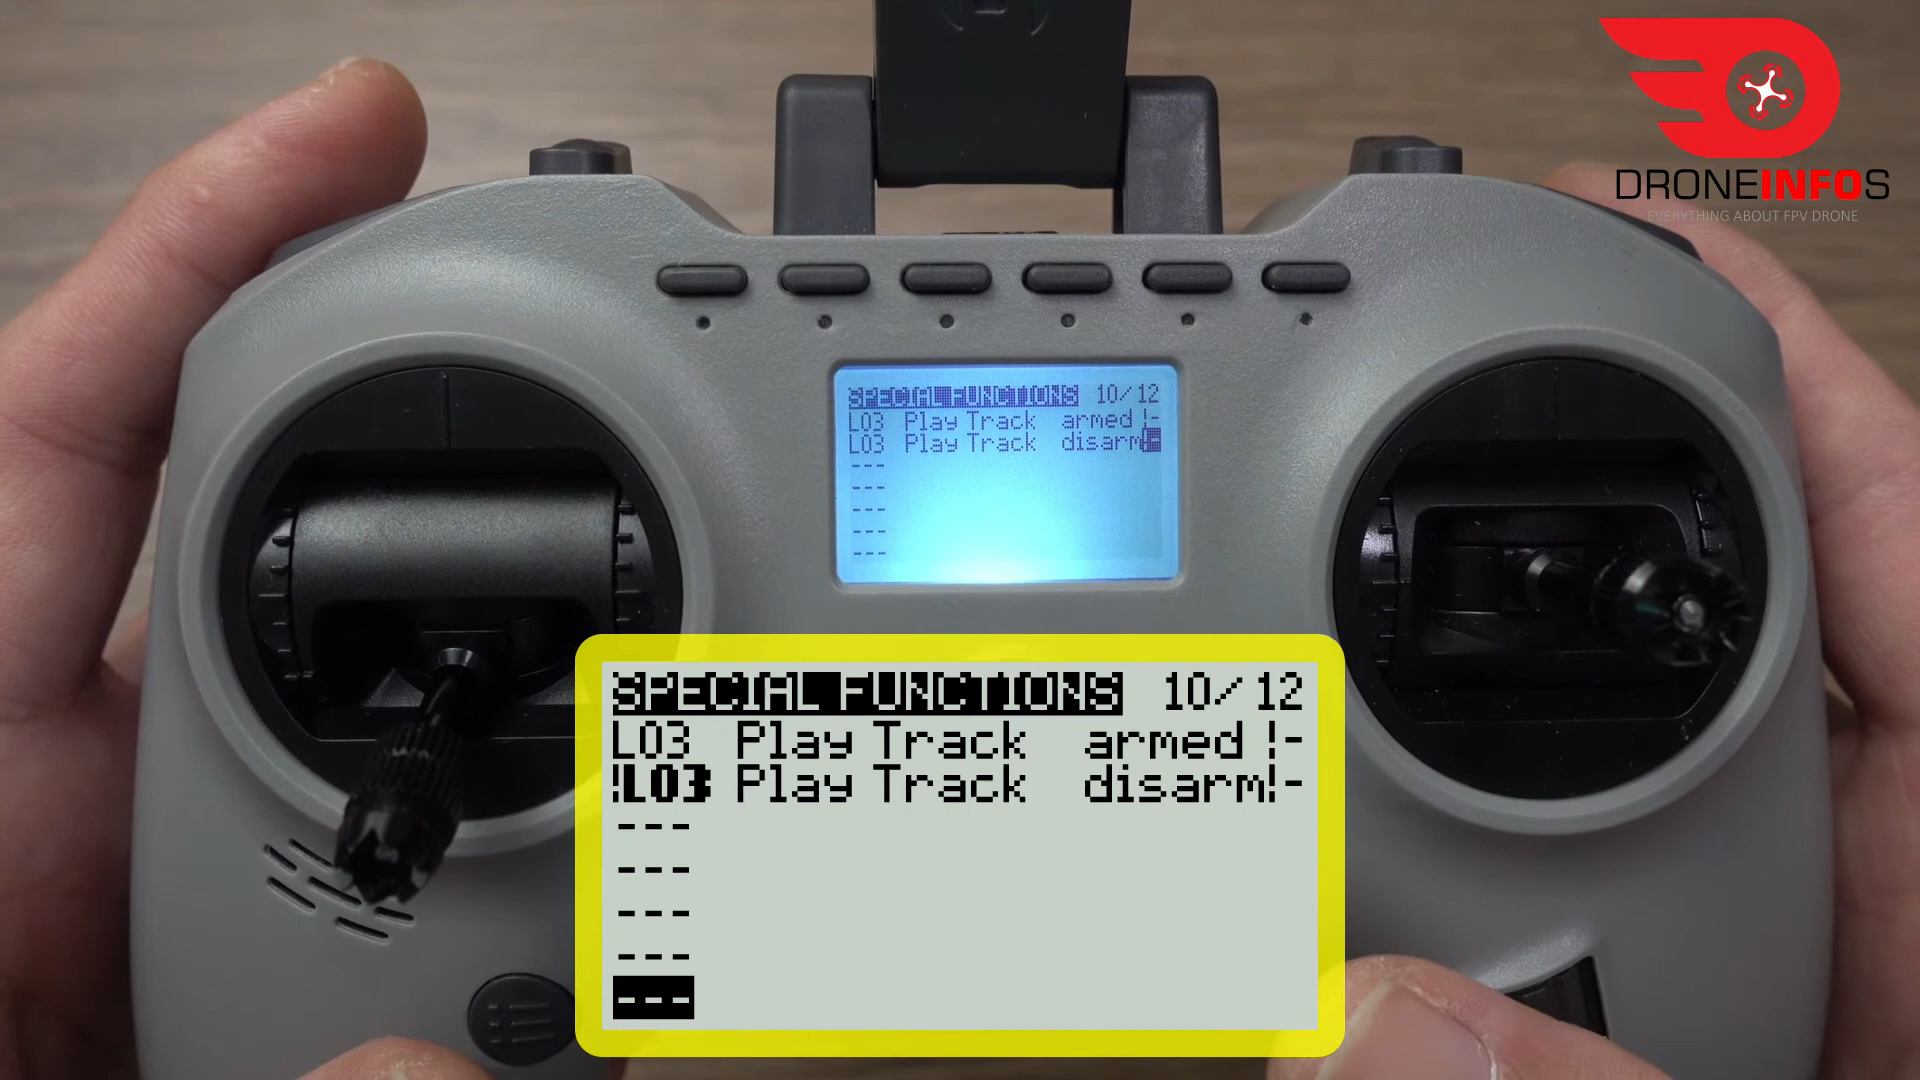 DRONEINFOS
EVERYTHING ABOUT FPV DRONE
SPECIAL FUNCTIONS 10/12
L03 Play Track armed !-
L03 Play Track disarm!-
---
---
---
---
---
SPECIAL FUNCTIONS 10/12
L03 Play Track armed !-
!L03 Play Track disarm!-
---
---
---
---
---